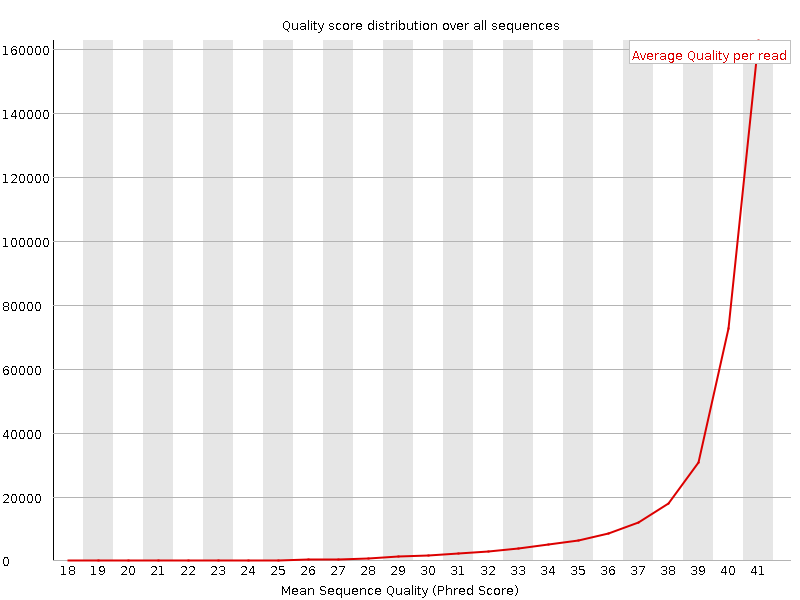 Quality score distribution over all sequences
Average Quality per read
160000
140000
120000
100000
80000
60000
40000
20000
0
18 19 20 21 22 23 24 25 26 27 28 29 30 31 32 33 34 35 36 37 38 39 40 41
Mean Sequence Quality (Phred Score)